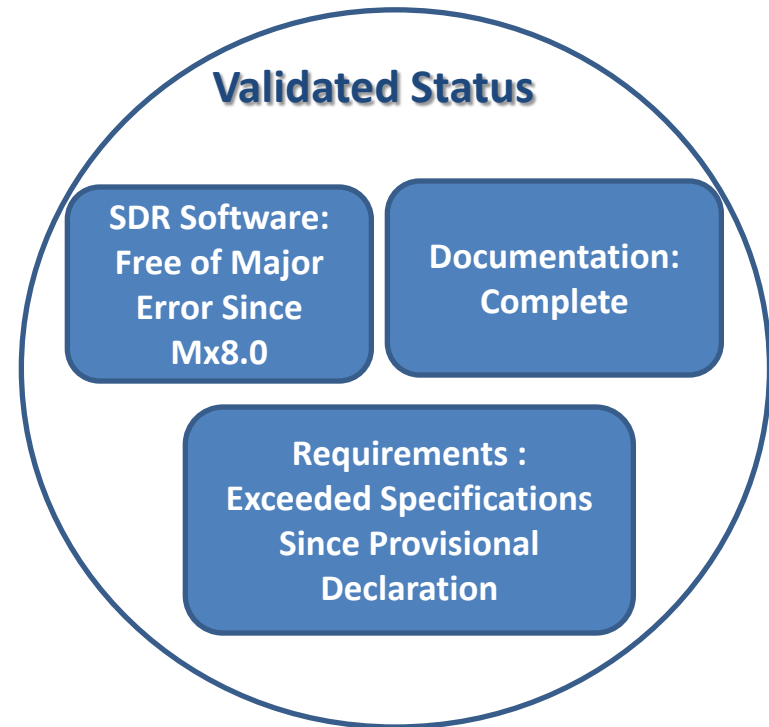 Validated Status
SDR Software:
Free of Major
Error Since
Mx8.0
Documentation:
Complete
Requirements :
Exceeded Specifications
Since Provisional
Declaration